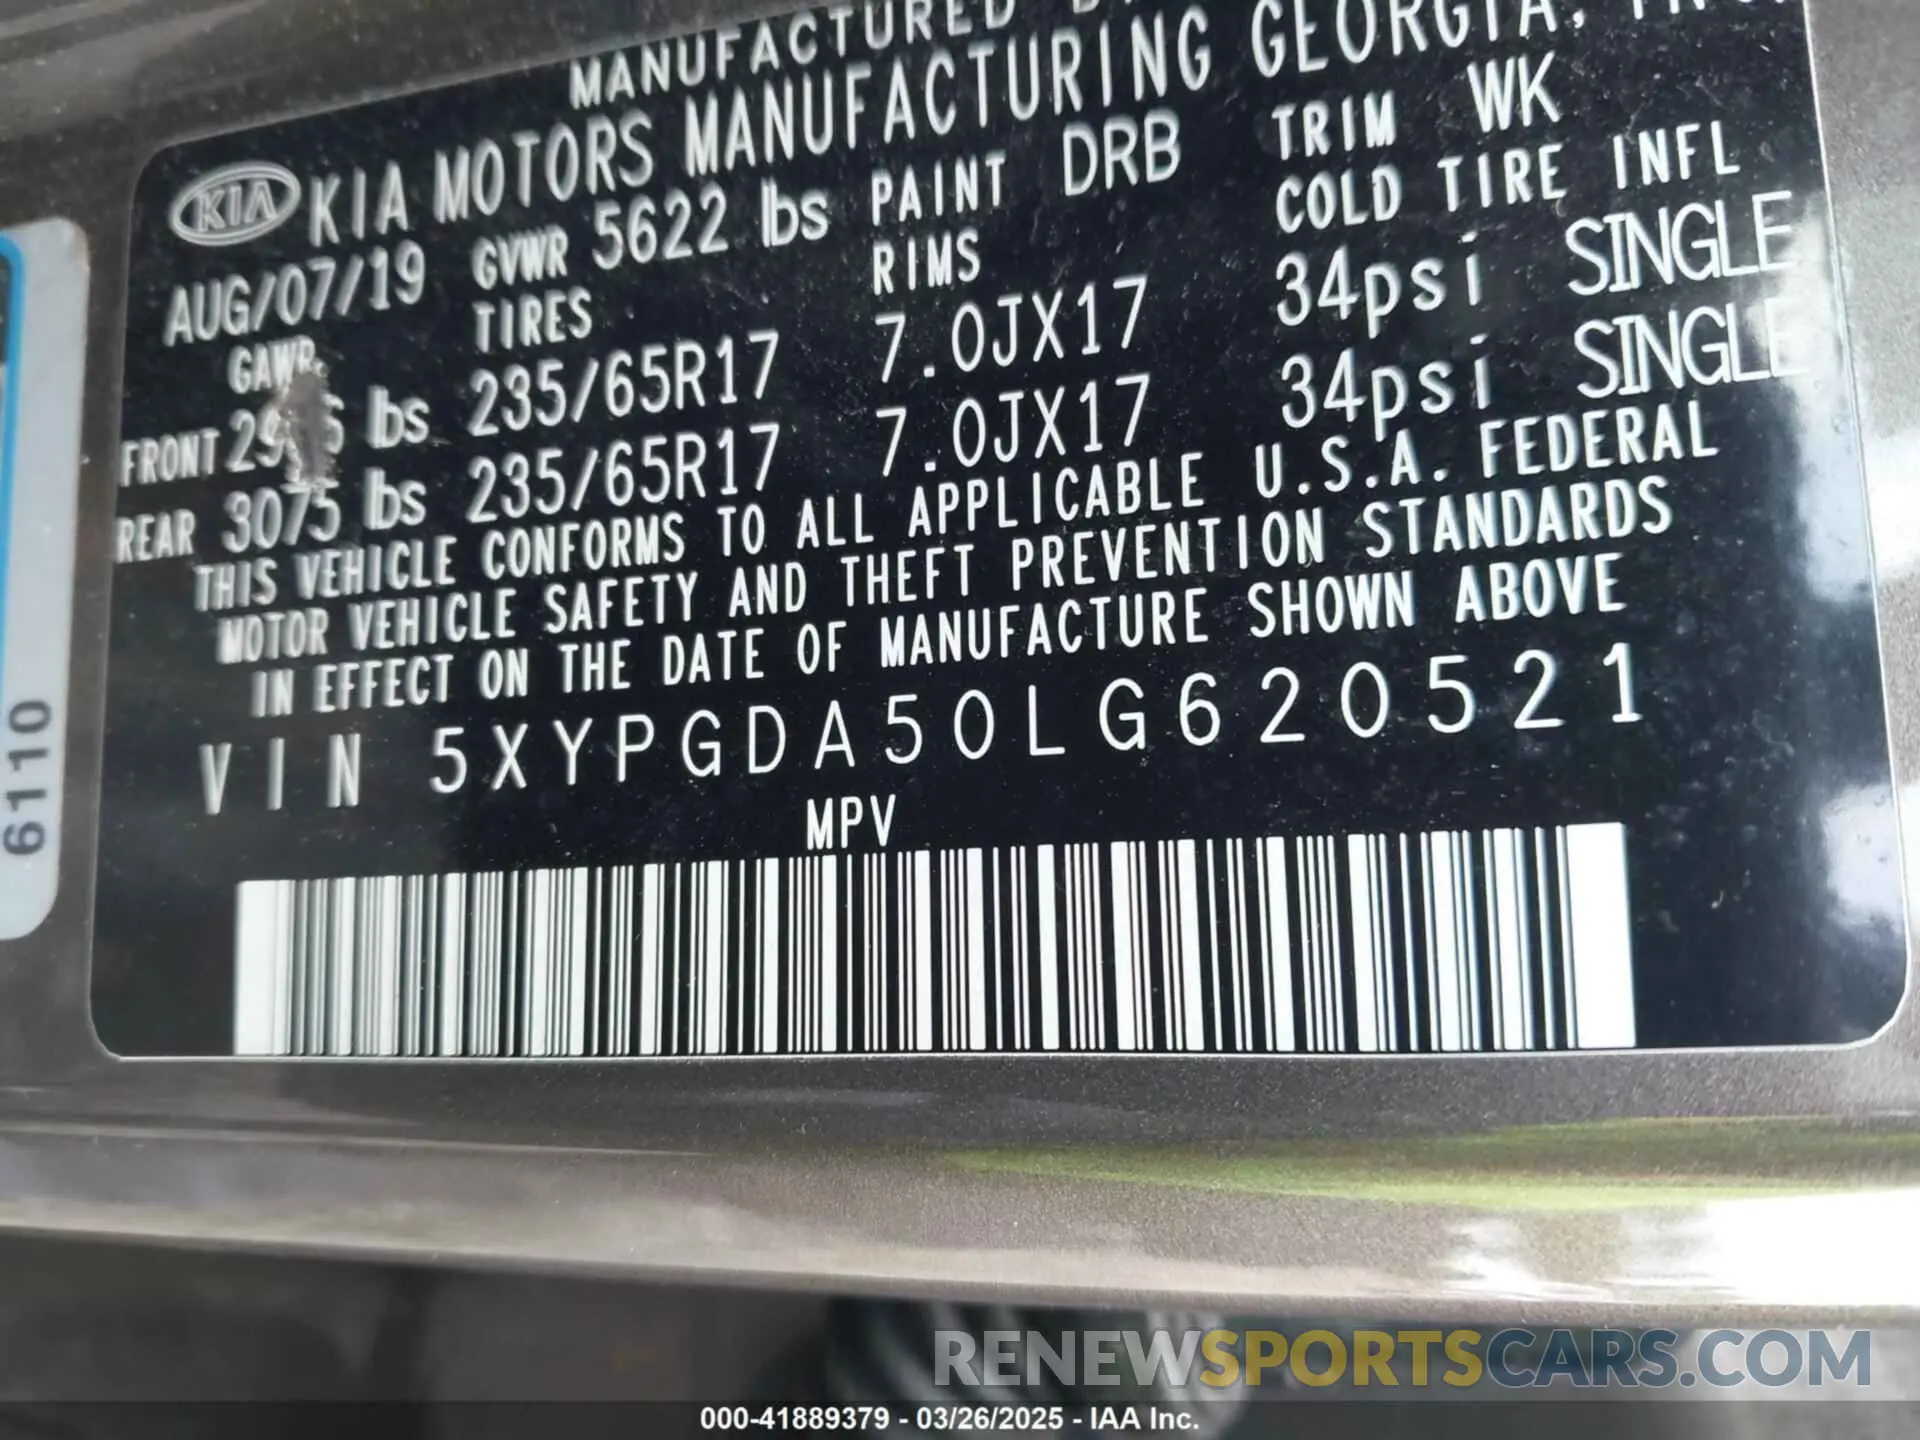 MANUFACTURED
KIA KIA MOTORS MANUFACTURING GEORGIA, INC.
AUG/07/19 GVWR 5622 lbs PAINT DRB TRIM WK
GAWR TIRES RIMS COLD TIRE INFL
FRONT lbs 235/65R17 7.0JX17 34psi SINGLE
REAR 3075 lbs 235/65R17 7.0JX17 34psi SINGLE
THIS VEHICLE CONFORMS TO ALL APPLICABLE U.S.A. FEDERAL
MOTOR VEHICLE SAFETY AND THEFT PREVENTION STANDARDS
IN EFFECT ON THE DATE OF MANUFACTURE SHOWN ABOVE
VIN 5XYPGDA50LG620521
MPV
6110
RENEWSPORTSCARS.COM
000-41889379 - 03/26/2025 - IAA Inc.